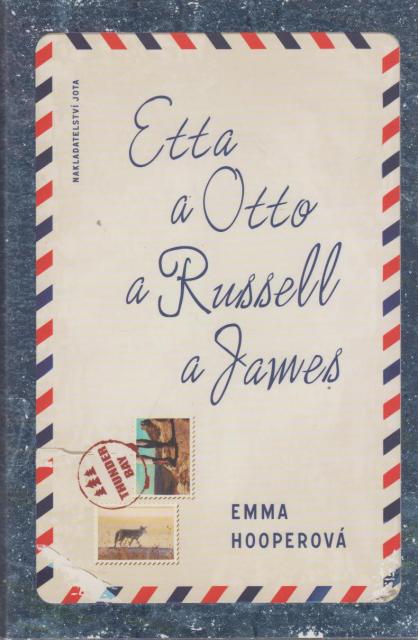 NAKLADATELSTVÍ JOTA
Etta
a Otto
a Russell
a James
THUNDER
BAY
EMMA
HOOPEROVÁ